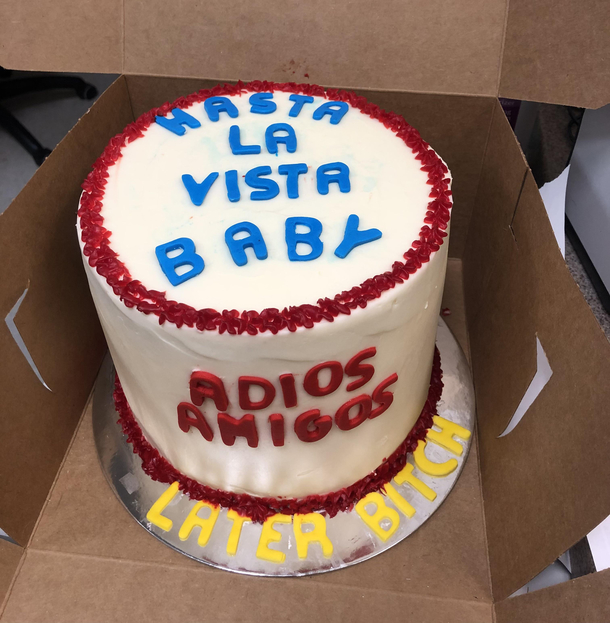 HASTA
LA
VISTA
BABY
ADIOS
AMIGOS
LATER BITCH